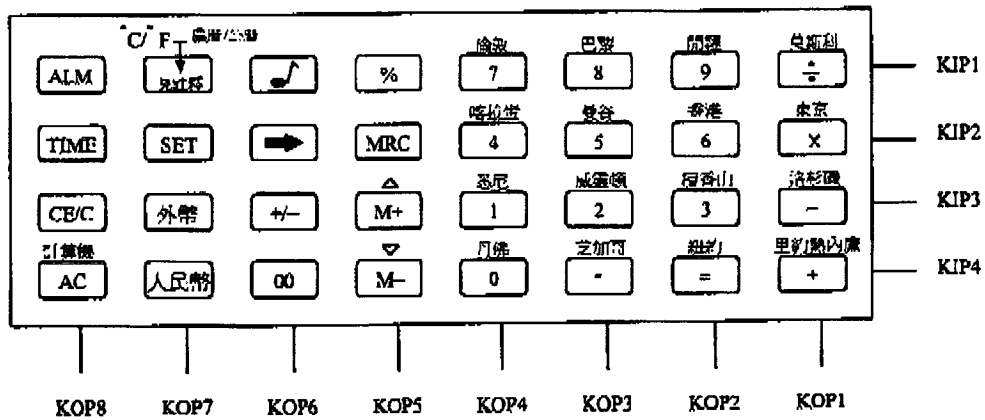 °C/°F 農曆/公曆 倫敦 巴黎 開羅 莫斯科
ALM % 7 8 9 ÷ KIP1
喀拉蚩 曼谷 香港 東京
TIME SET MRC 4 5 6 X KIP2
悉尼 威靈頓 檀香山 洛杉磯
CE/C 外幣 +/− M+ 1 2 3 − KIP3
計算機 丹佛 芝加哥 紐約 里約熱內盧
AC 人民幣 00 M− 0 = + KIP4
KOP8 KOP7 KOP6 KOP5 KOP4 KOP3 KOP2 KOP1